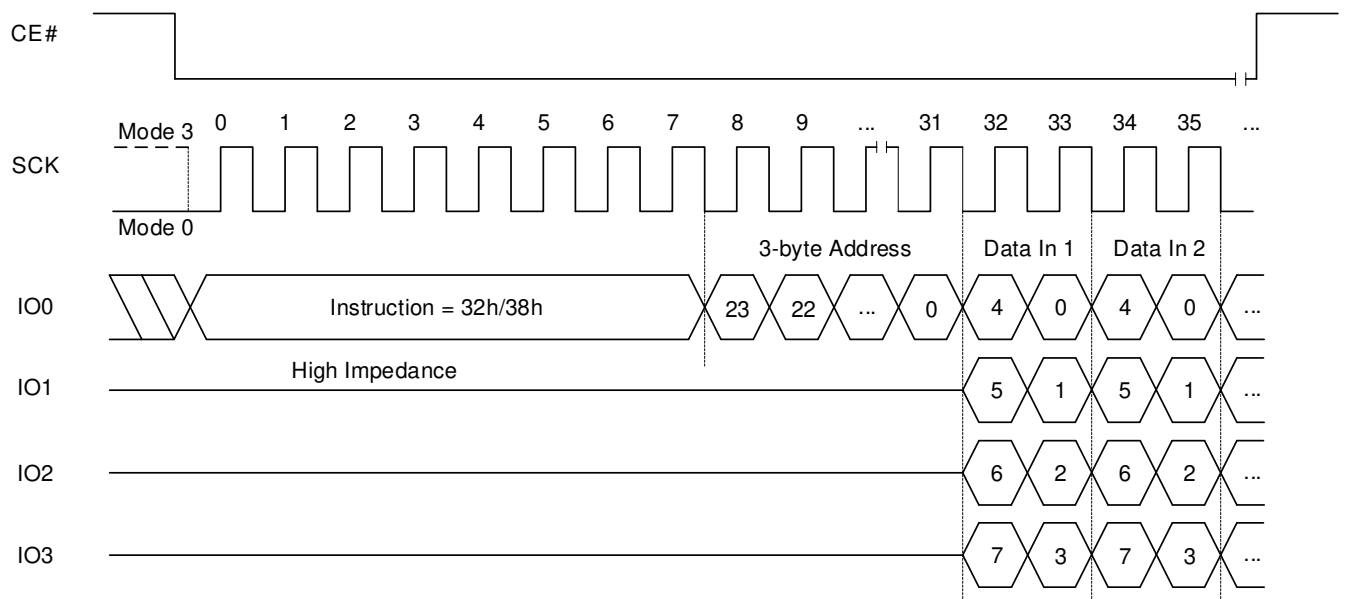 CE#
Mode 3 0 1 2 3 4 5 6 7 8 9 ... 31 32 33 34 35 ...
SCK
Mode 0
3-byte Address Data In 1 Data In 2
IO0 Instruction = 32h/38h 23 22 ... 0 4 0 4 0 ...
High Impedance
IO1 5 1 5 1 ...
IO2 6 2 6 2 ...
IO3 7 3 7 3 ...